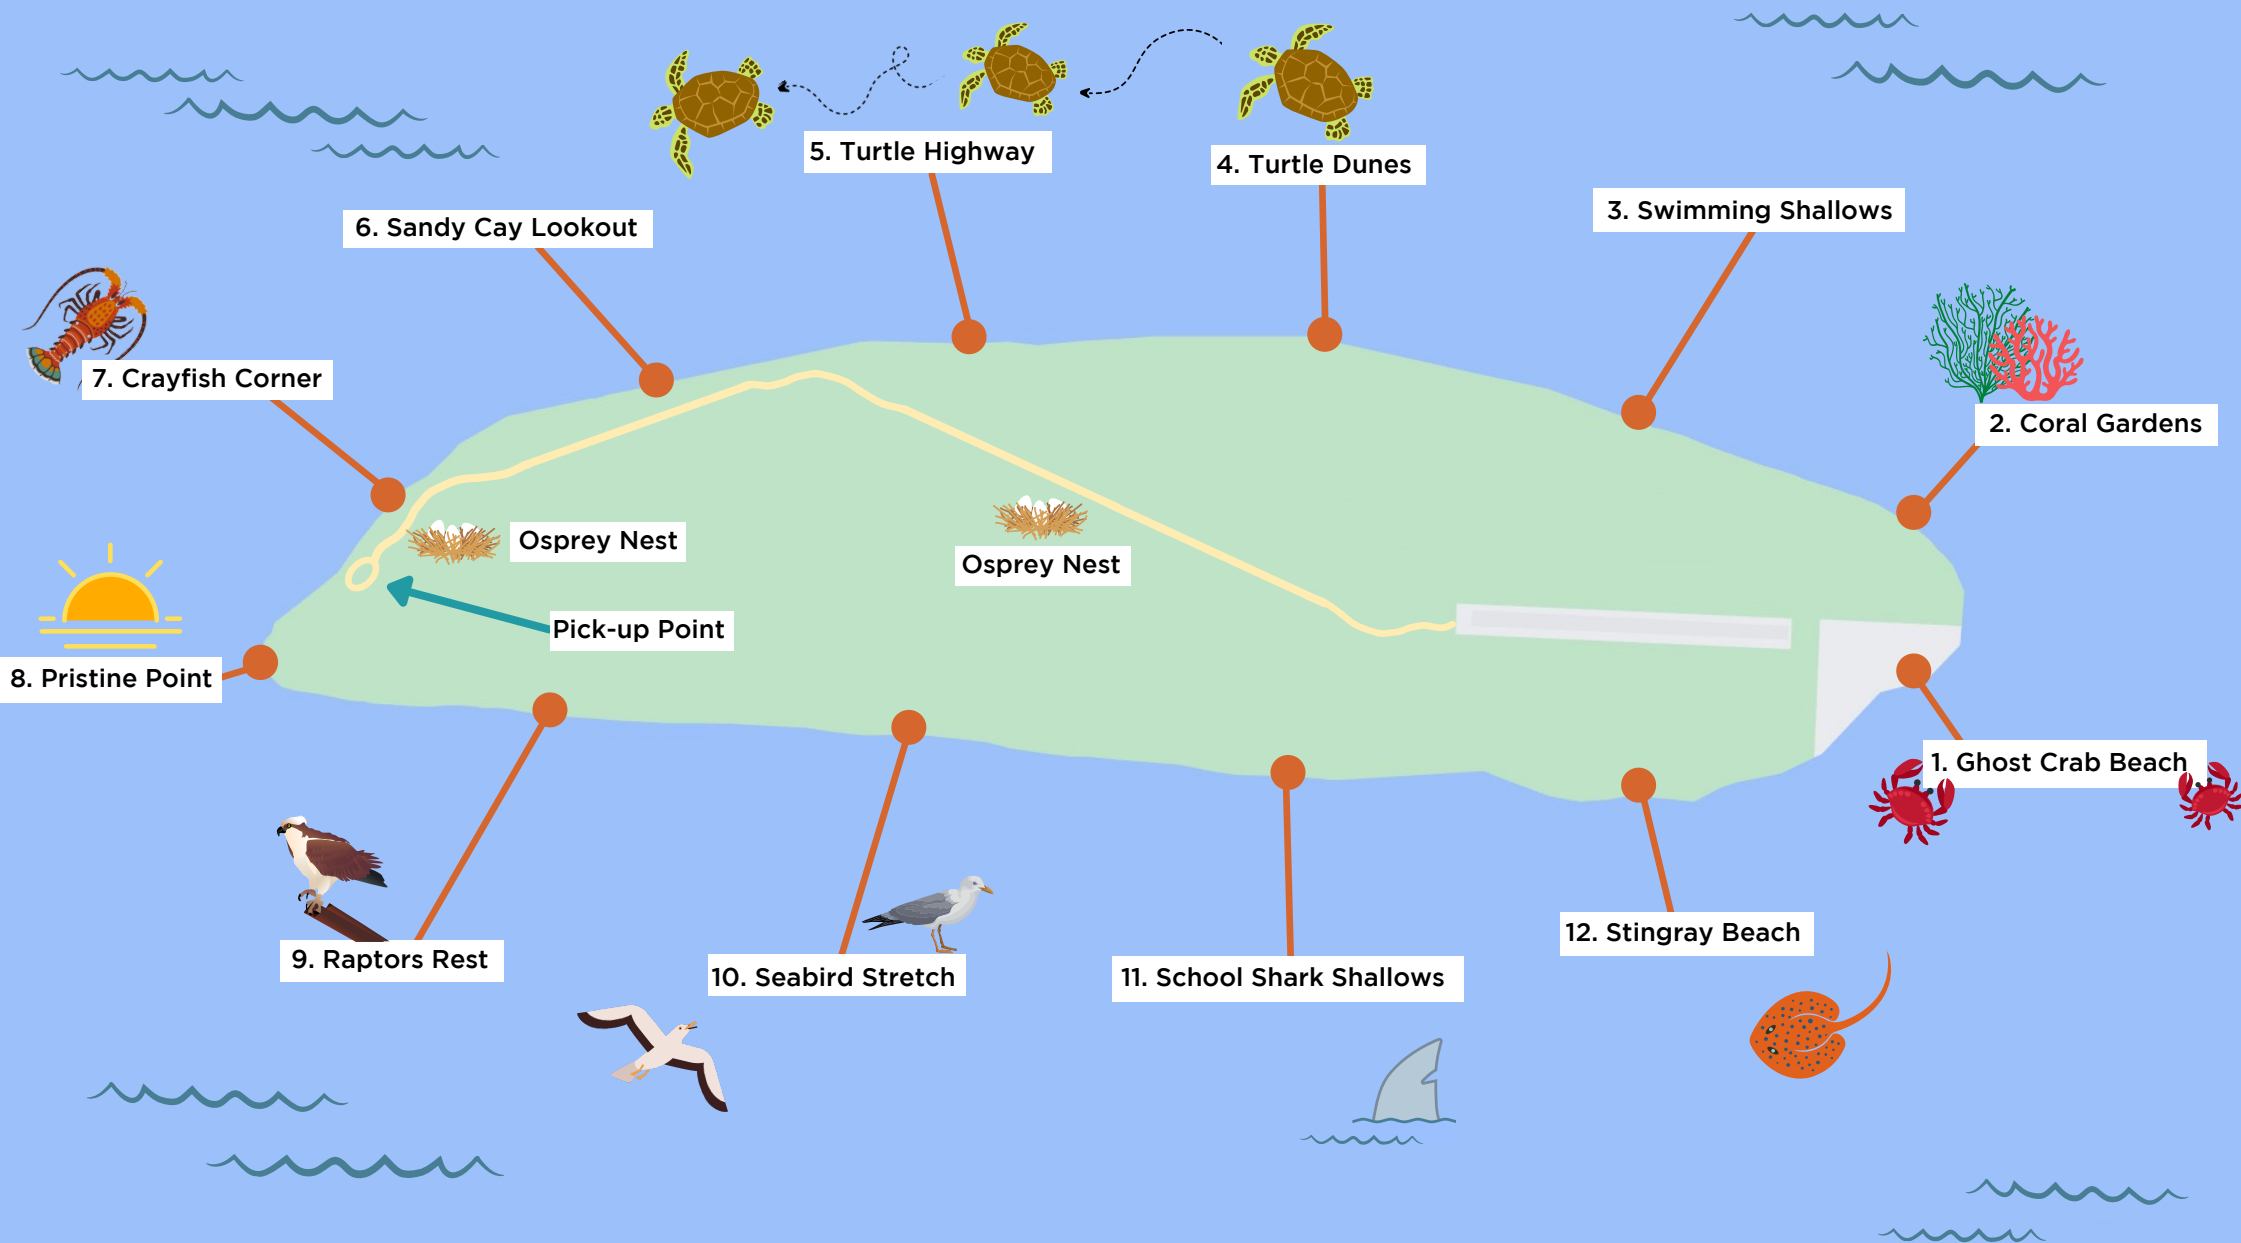 5. Turtle Highway
4. Turtle Dunes
3. Swimming Shallows
6. Sandy Cay Lookout
7. Crayfish Corner
2. Coral Gardens
Osprey Nest
Osprey Nest
Pick-up Point
8. Pristine Point
1. Ghost Crab Beach
12. Stingray Beach
9. Raptors Rest
10. Seabird Stretch
11. School Shark Shallows